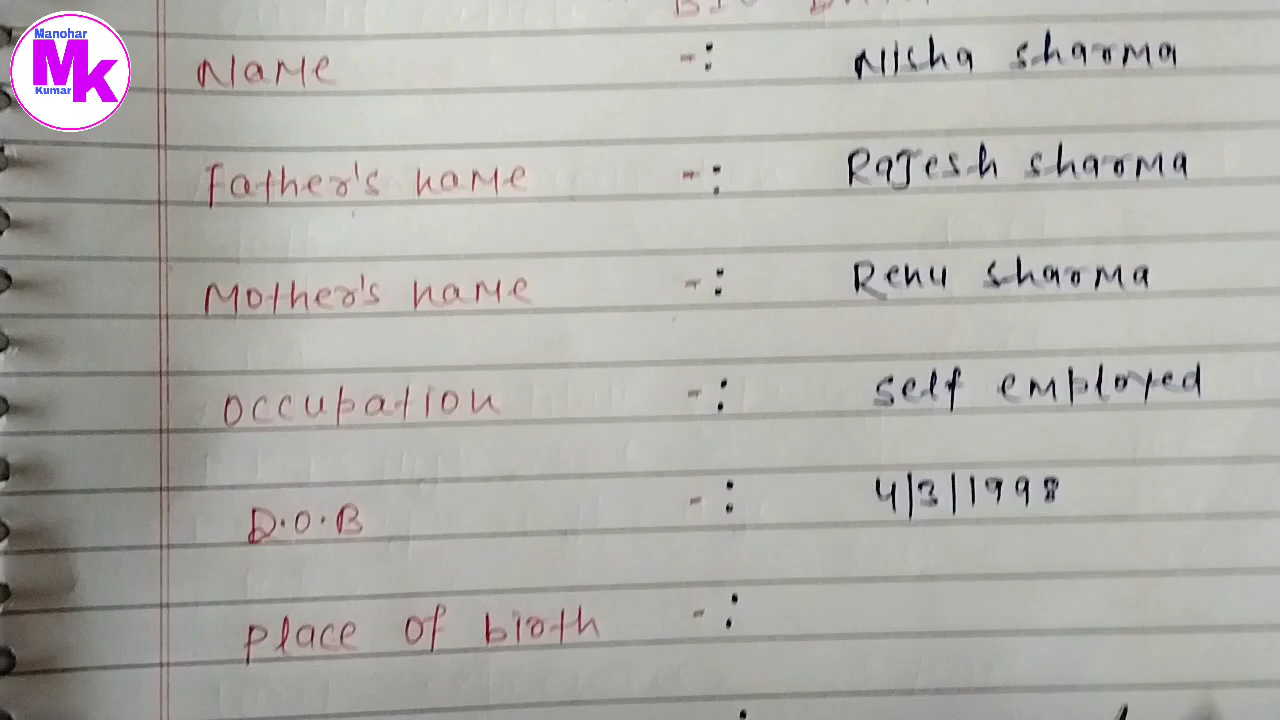 Manohar
MK
Kumar
Name -: Nisha Sharma
Father's name -: Rajesh Sharma
Mother's name -: Renu Sharma
Occupation -: Self employed
D.O.B -: 4/3/1998
Place of birth -: